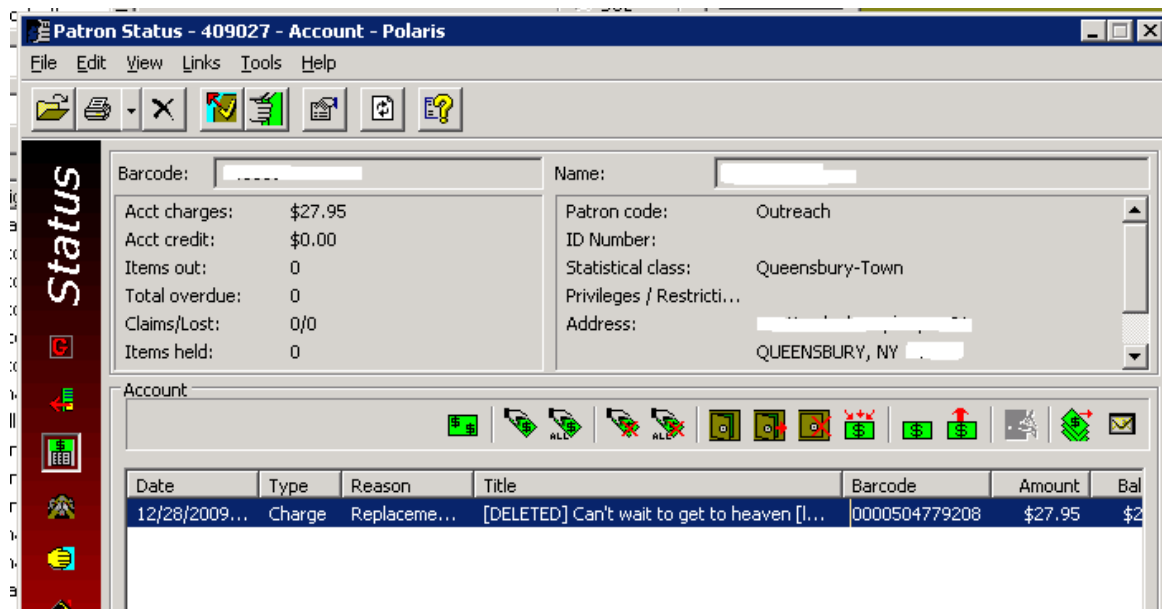 Patron Status - 409027 - Account - Polaris
File Edit View Links Tools Help
Status
Barcode:
Name:
Acct charges: $27.95
Patron code: Outreach
Acct credit: $0.00
ID Number:
Items out: 0
Statistical class: Queensbury-Town
Total overdue: 0
Privileges / Restricti...
Claims/Lost: 0/0
Address:
Items held: 0
QUEENSBURY, NY
G
Account
ALL ALL
Date Type Reason Title Barcode Amount Bal
12/28/2009... Charge Replaceme... [DELETED] Can't wait to get to heaven [l... 0000504779208 $27.95 $2